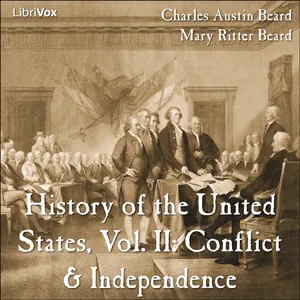 LibriVox
Charles Austin Beard
Mary Ritter Beard
History of the United
States, Vol. II: Conflict
& Independence